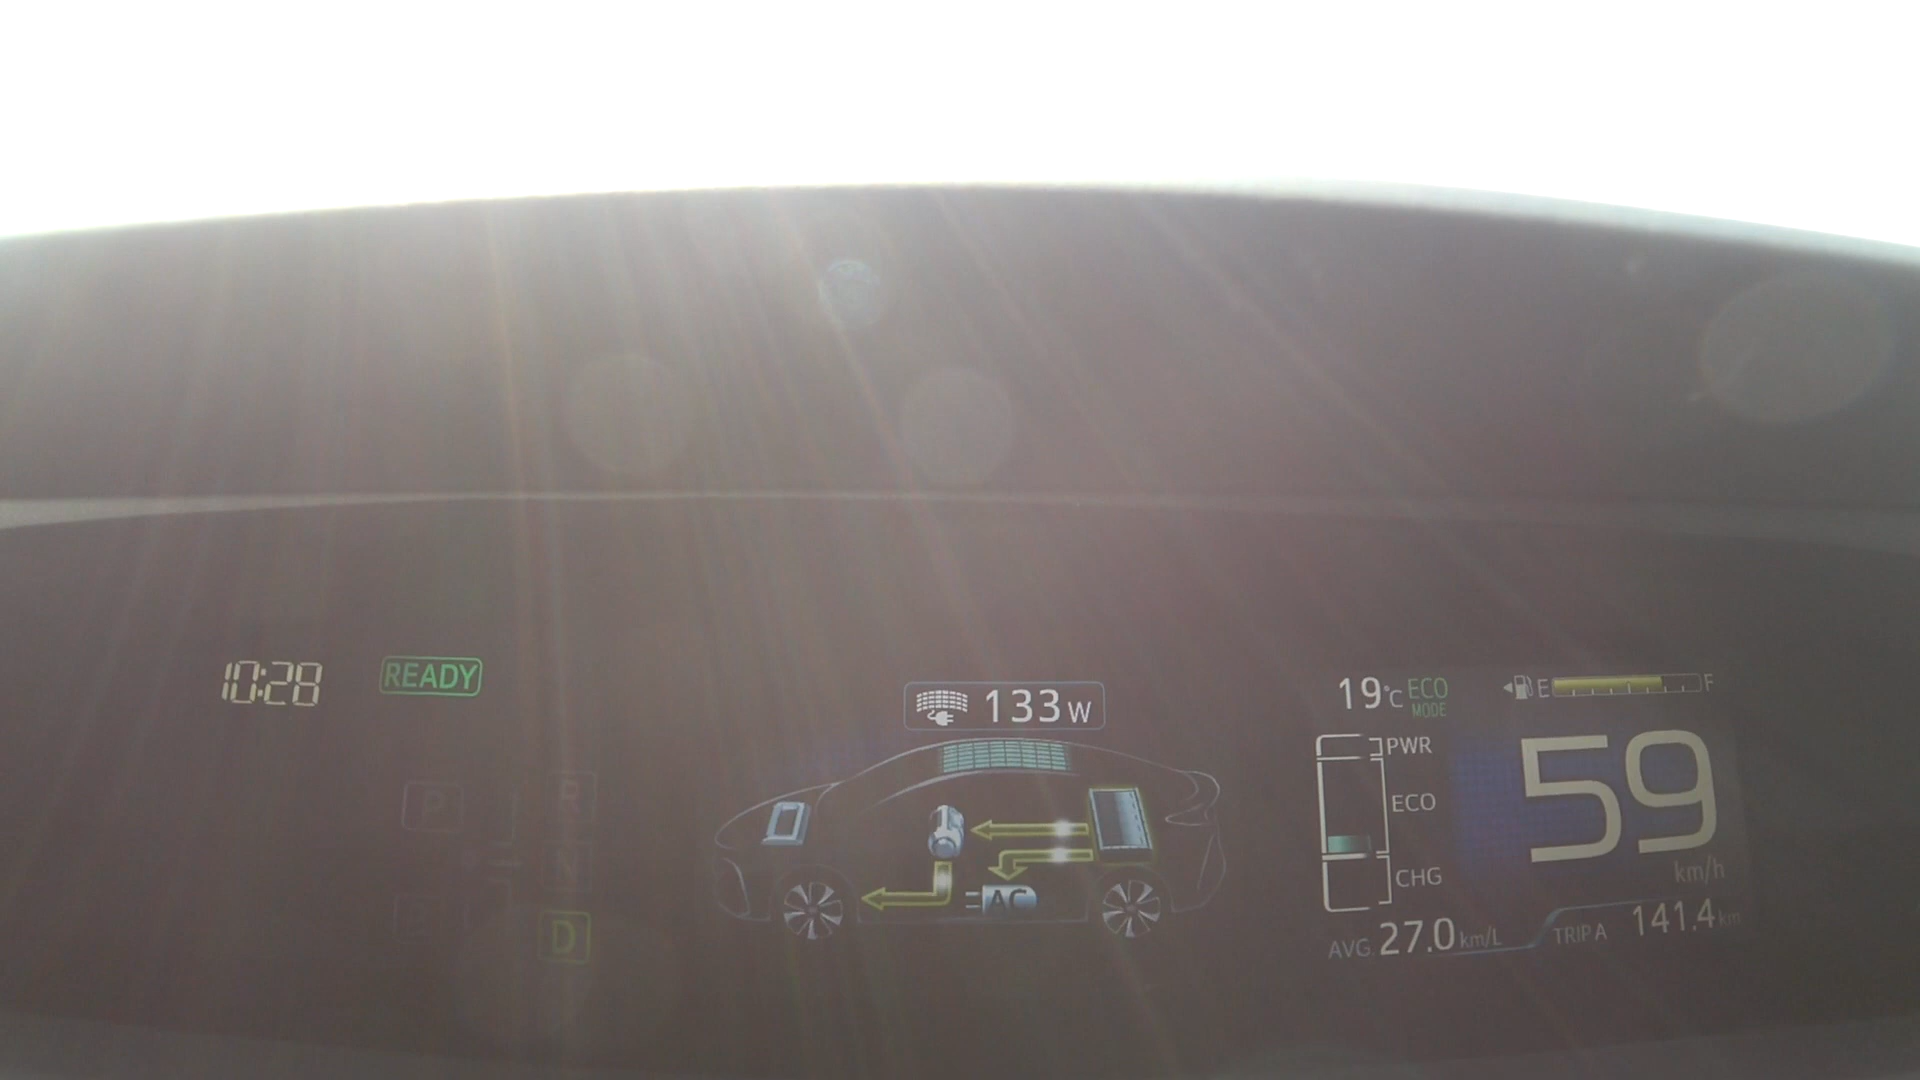 10:28
READY
P
R
N
D
133 W
AC
19°C ECO MODE
E F
PWR
ECO
CHG
59
km/h
AVG 27.0 km/L
TRIP A 141.4 km